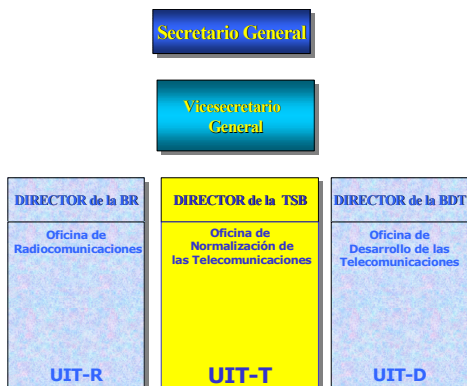 Secretario General
Vicesecretario
General
DIRECTOR de la BR
Oficina de
Radiocomunicaciones
UIT-R
DIRECTOR de la TSB
Oficina de
Normalización de
las Telecomunicaciones
UIT-T
DIRECTOR de la BDT
Oficina de
Desarrollo de las
Telecomunicaciones
UIT-D